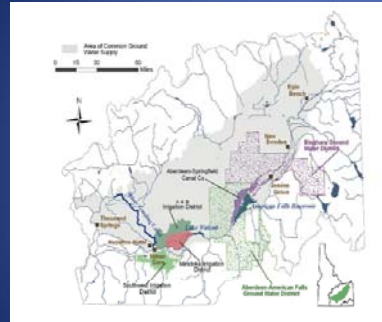 Area of Common Ground
Water Supply
0 15 30 60
Miles
N
Egin
Bench
New
Sweden
Bingham Ground
Water District
Aberdeen-Springfield
Canal Co.
American Falls Reservoir
A & B
Irrigation District
Lake Walcott
Thousand
Springs
Minidoka Irrigation
District
Southwest Irrigation
District
Aberdeen-American Falls
Ground Water District